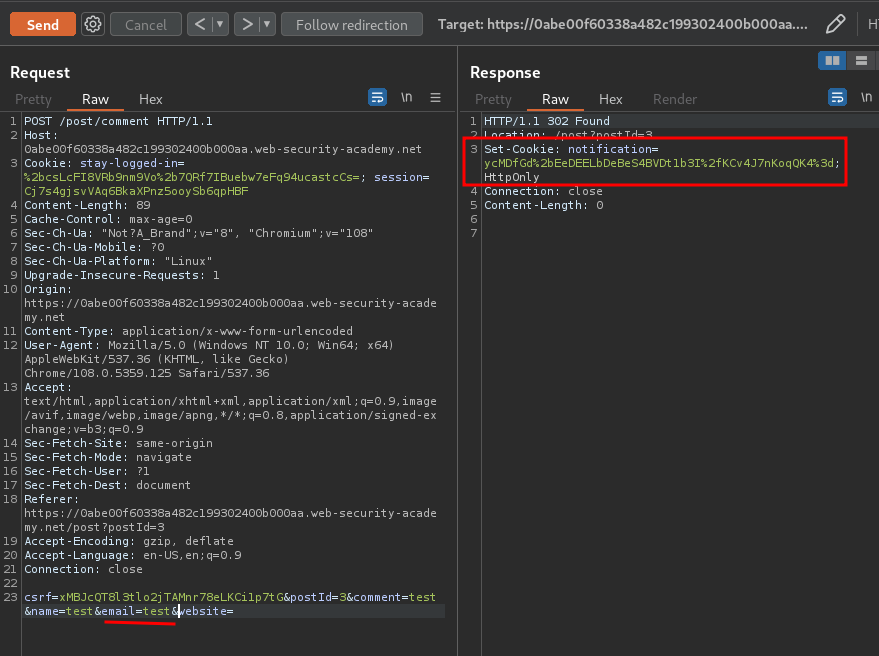 Send Cancel < > Follow redirection Target: https://0abe00f60338a482c199302400b000aa.... H
Request
Pretty Raw Hex \n
1 POST /post/comment HTTP/1.1
2 Host:
0abe00f60338a482c199302400b000aa.web-security-academy.net
3 Cookie: stay-logged-in=
%2bcsLcFI8VRb9nm9Vo%2b7QRf7IBuebw7eFq94ucastcCs=; session=
Cj7s4gjsvVAq6BkaXPnz5ooySb6qpHBF
4 Content-Length: 89
5 Cache-Control: max-age=0
6 Sec-Ch-Ua: "Not?A_Brand";v="8", "Chromium";v="108"
7 Sec-Ch-Ua-Mobile: ?0
8 Sec-Ch-Ua-Platform: "Linux"
9 Upgrade-Insecure-Requests: 1
10 Origin:
https://0abe00f60338a482c199302400b000aa.web-security-acade
my.net
11 Content-Type: application/x-www-form-urlencoded
12 User-Agent: Mozilla/5.0 (Windows NT 10.0; Win64; x64)
AppleWebKit/537.36 (KHTML, like Gecko)
Chrome/108.0.5359.125 Safari/537.36
13 Accept:
text/html,application/xhtml+xml,application/xml;q=0.9,image
/avif,image/webp,image/apng,*/*;q=0.8,application/signed-ex
change;v=b3;q=0.9
14 Sec-Fetch-Site: same-origin
15 Sec-Fetch-Mode: navigate
16 Sec-Fetch-User: ?1
17 Sec-Fetch-Dest: document
18 Referer:
https://0abe00f60338a482c199302400b000aa.web-security-acade
my.net/post?postId=3
19 Accept-Encoding: gzip, deflate
20 Accept-Language: en-US,en;q=0.9
21 Connection: close
22
23 csrf=xMBJcQT8l3tlo2jTAMnr78eLKCi1p7tG&postId=3&comment=test
&name=test&email=test&website=
Response
Pretty Raw Hex Render \n
1 HTTP/1.1 302 Found
2 Location: /post?postId=3
3 Set-Cookie: notification=
ycMDfGd%2bEeDEELbDeBeS4BVDt1b3I%2fKCv4J7nKoqQK4%3d;
HttpOnly
4 Connection: close
5 Content-Length: 0
6
7